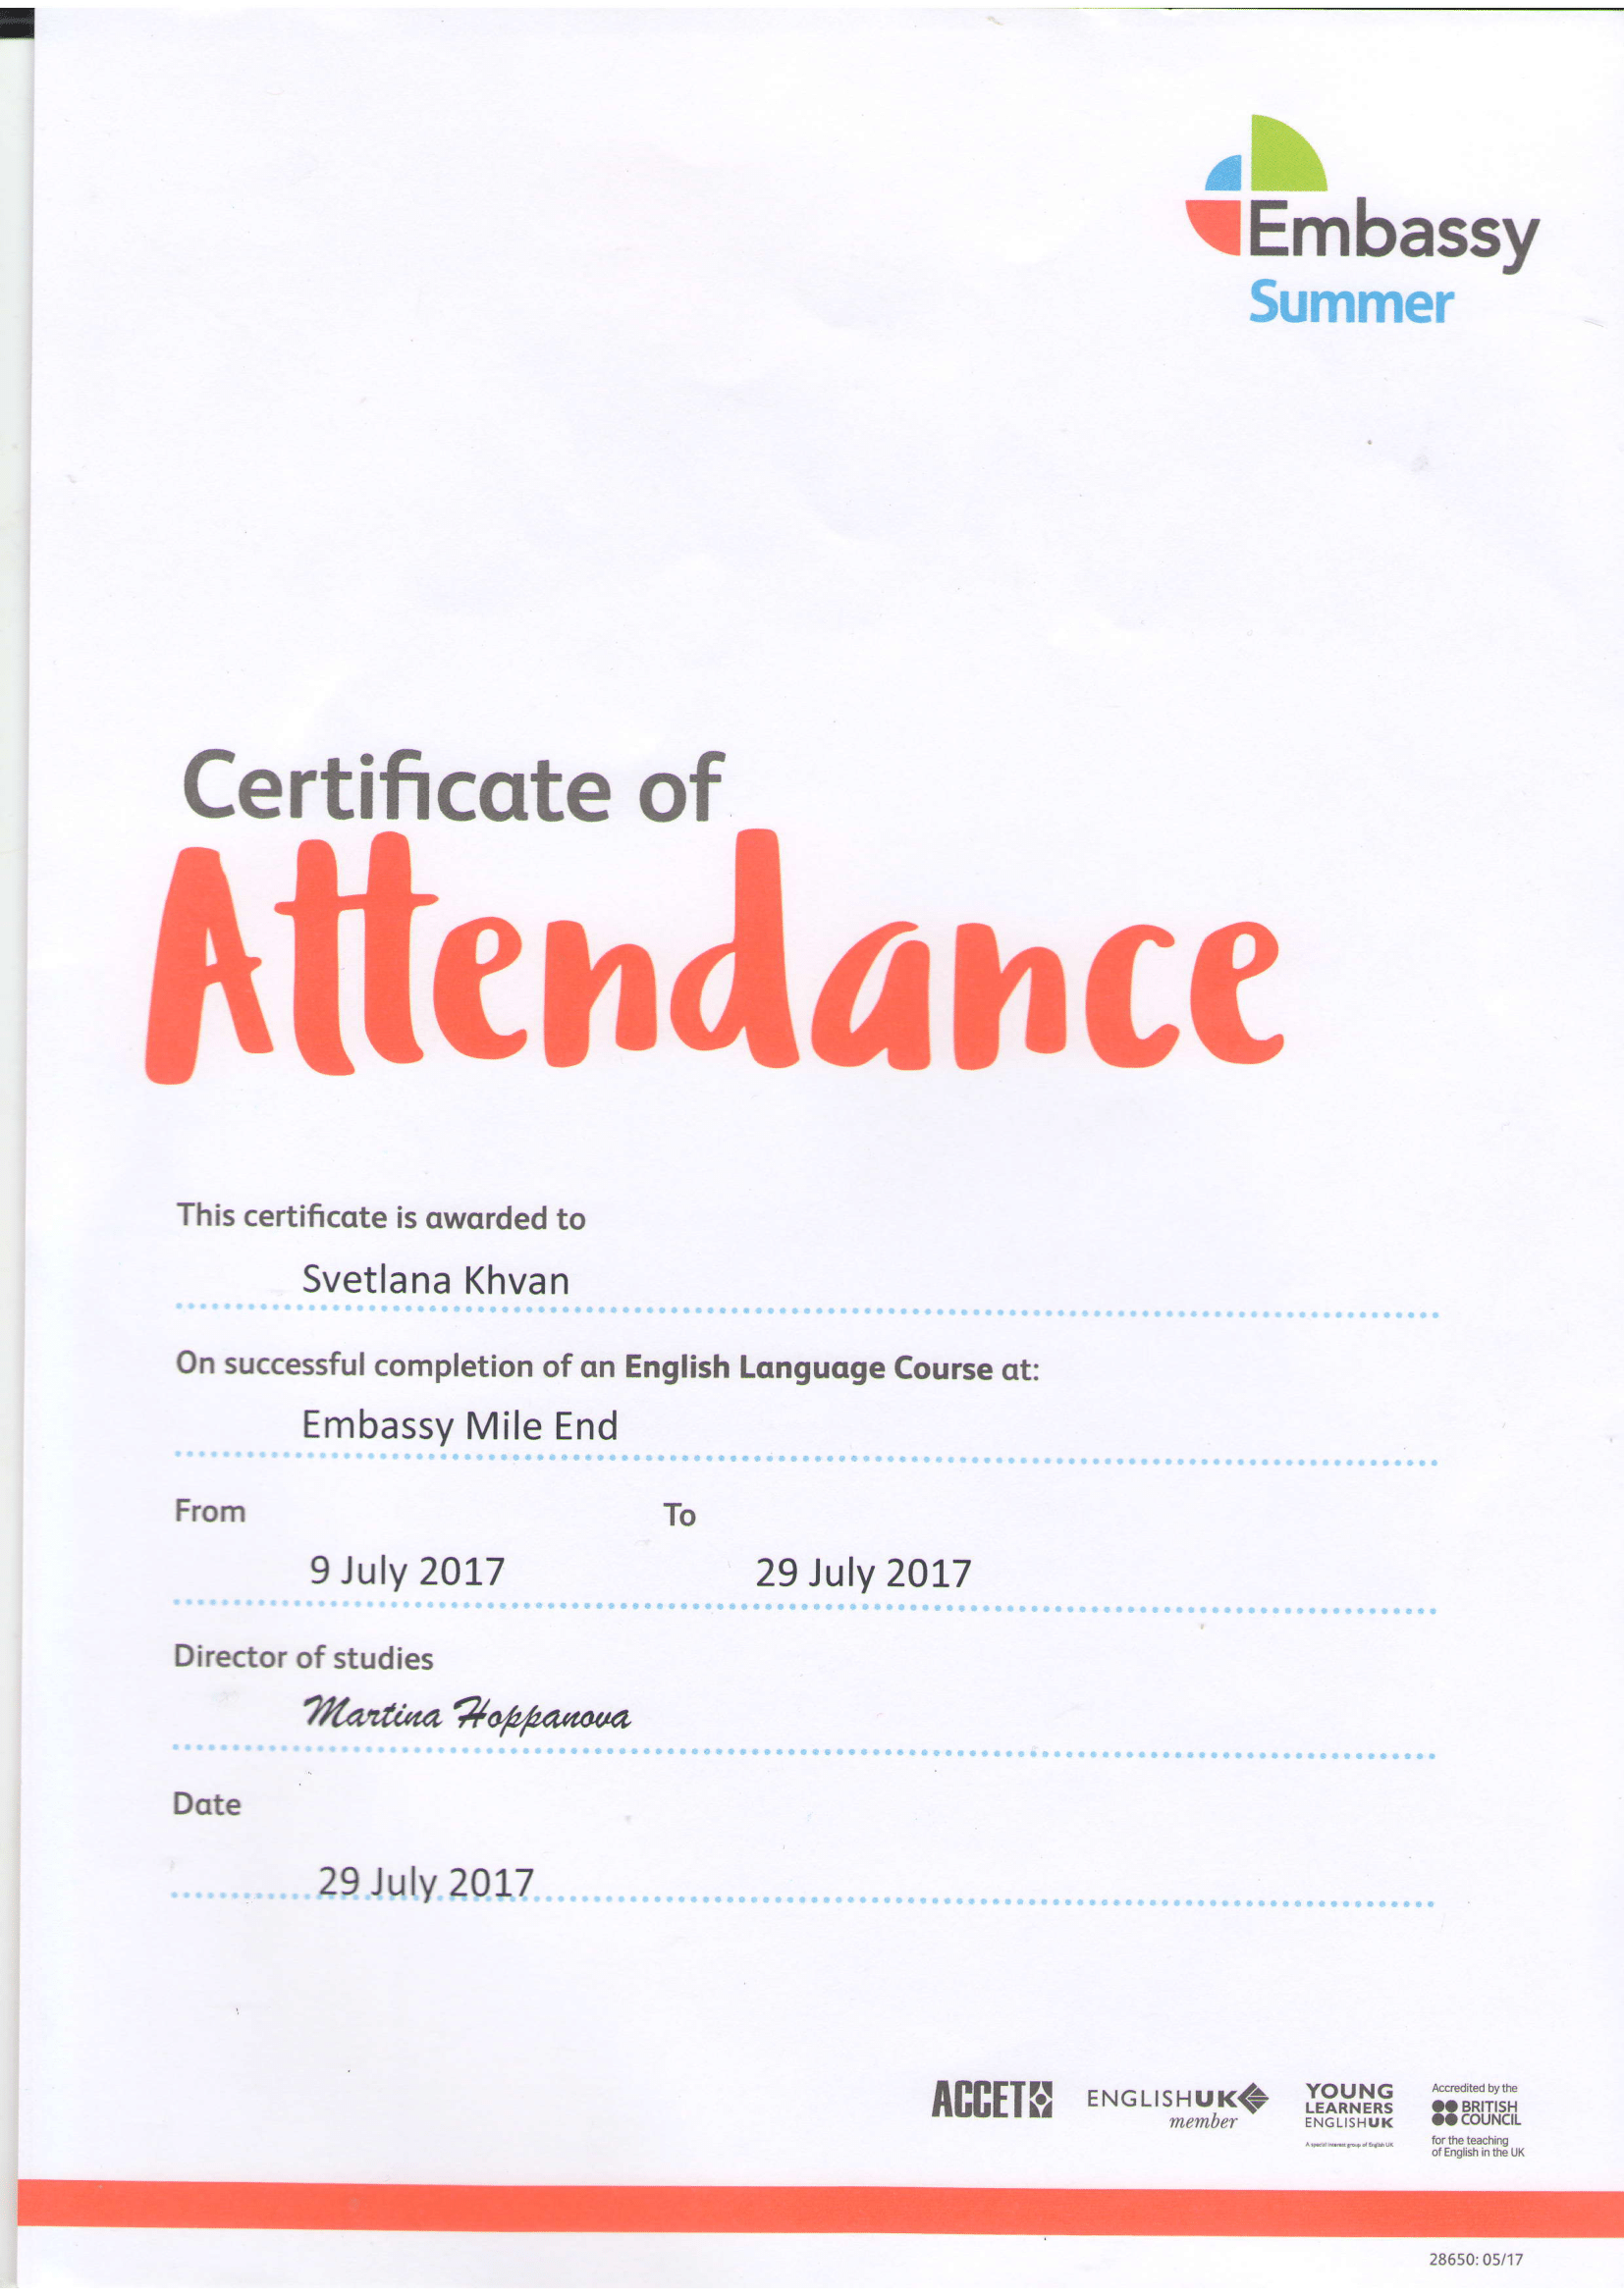 Embassy
Summer
Certificate of
Attendance
This certificate is awarded to
Svetlana Khvan
On successful completion of an English Language Course at:
Embassy Mile End
From To
9 July 2017 29 July 2017
Director of studies
Martina Hoppanova
Date
29 July 2017
ACCET
ENGLISHUK
member
YOUNG
LEARNERS
ENGLISHUK
A special interest group of English UK
Accredited by the
BRITISH
COUNCIL
for the teaching
of English in the UK
28650: 05/17